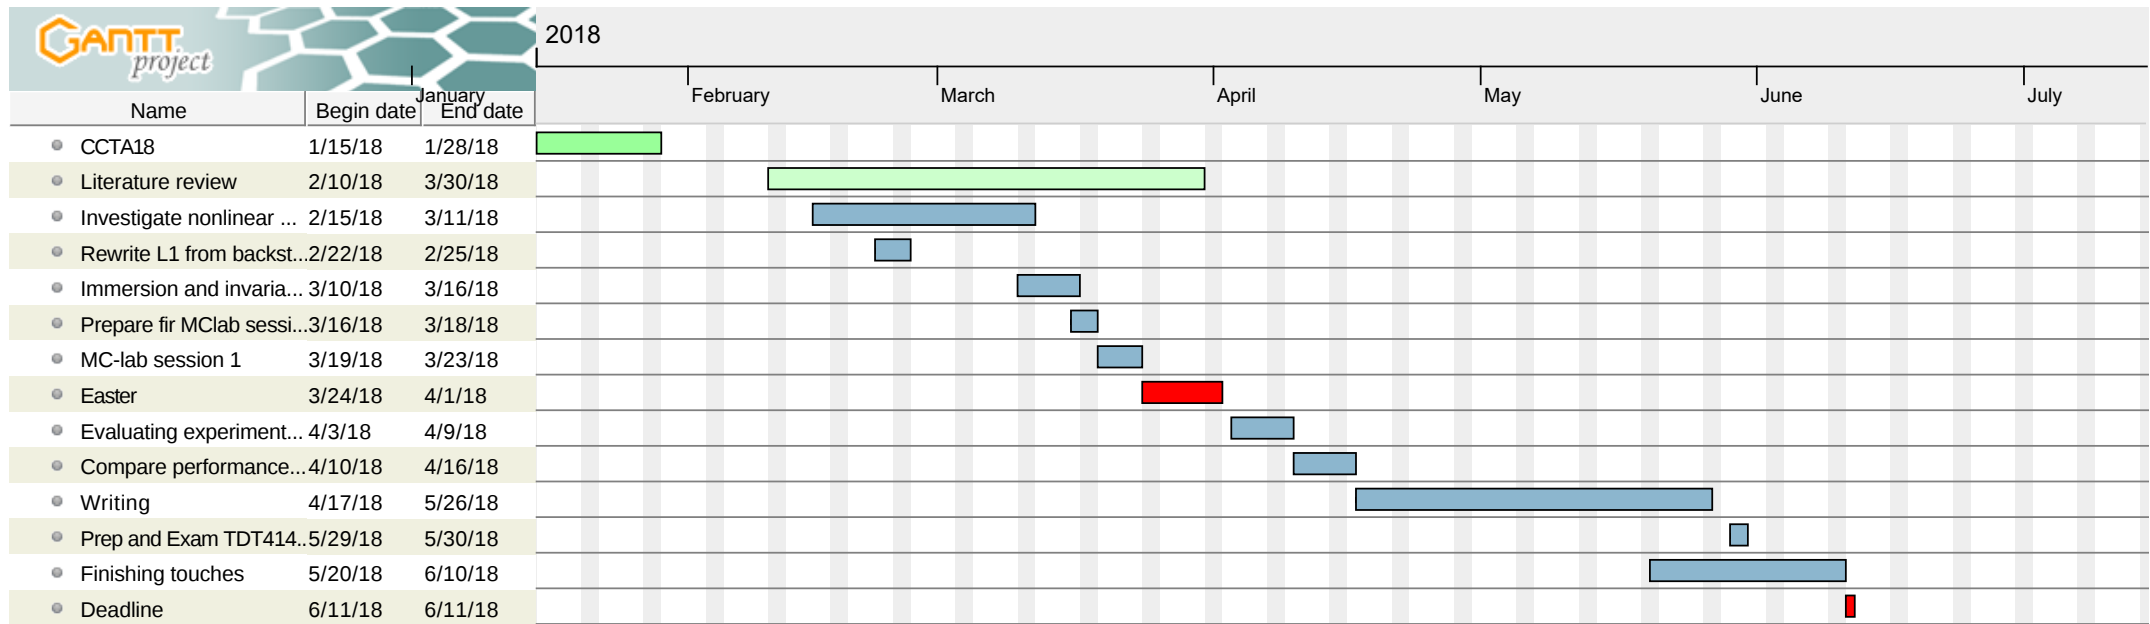 GANTT
project
2018
January February March April May June July
Name Begin date End date
CCTA18 1/15/18 1/28/18
Literature review 2/10/18 3/30/18
Investigate nonlinear ... 2/15/18 3/11/18
Rewrite L1 from backst... 2/22/18 2/25/18
Immersion and invaria... 3/10/18 3/16/18
Prepare fir MClab sessi... 3/16/18 3/18/18
MC-lab session 1 3/19/18 3/23/18
Easter 3/24/18 4/1/18
Evaluating experiment... 4/3/18 4/9/18
Compare performance... 4/10/18 4/16/18
Writing 4/17/18 5/26/18
Prep and Exam TDT414.. 5/29/18 5/30/18
Finishing touches 5/20/18 6/10/18
Deadline 6/11/18 6/11/18